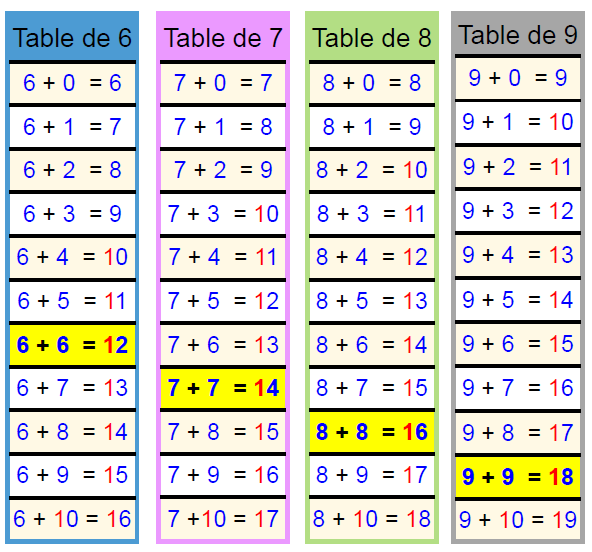 Table de 6
6 + 0 = 6
6 + 1 = 7
6 + 2 = 8
6 + 3 = 9
6 + 4 = 10
6 + 5 = 11
6 + 6 = 12
6 + 7 = 13
6 + 8 = 14
6 + 9 = 15
6 + 10 = 16
Table de 7
7 + 0 = 7
7 + 1 = 8
7 + 2 = 9
7 + 3 = 10
7 + 4 = 11
7 + 5 = 12
7 + 6 = 13
7 + 7 = 14
7 + 8 = 15
7 + 9 = 16
7 +10 = 17
Table de 8
8 + 0 = 8
8 + 1 = 9
8 + 2 = 10
8 + 3 = 11
8 + 4 = 12
8 + 5 = 13
8 + 6 = 14
8 + 7 = 15
8 + 8 = 16
8 + 9 = 17
8 + 10 = 18
Table de 9
9 + 0 = 9
9 + 1 = 10
9 + 2 = 11
9 + 3 = 12
9 + 4 = 13
9 + 5 = 14
9 + 6 = 15
9 + 7 = 16
9 + 8 = 17
9 + 9 = 18
9 + 10 = 19